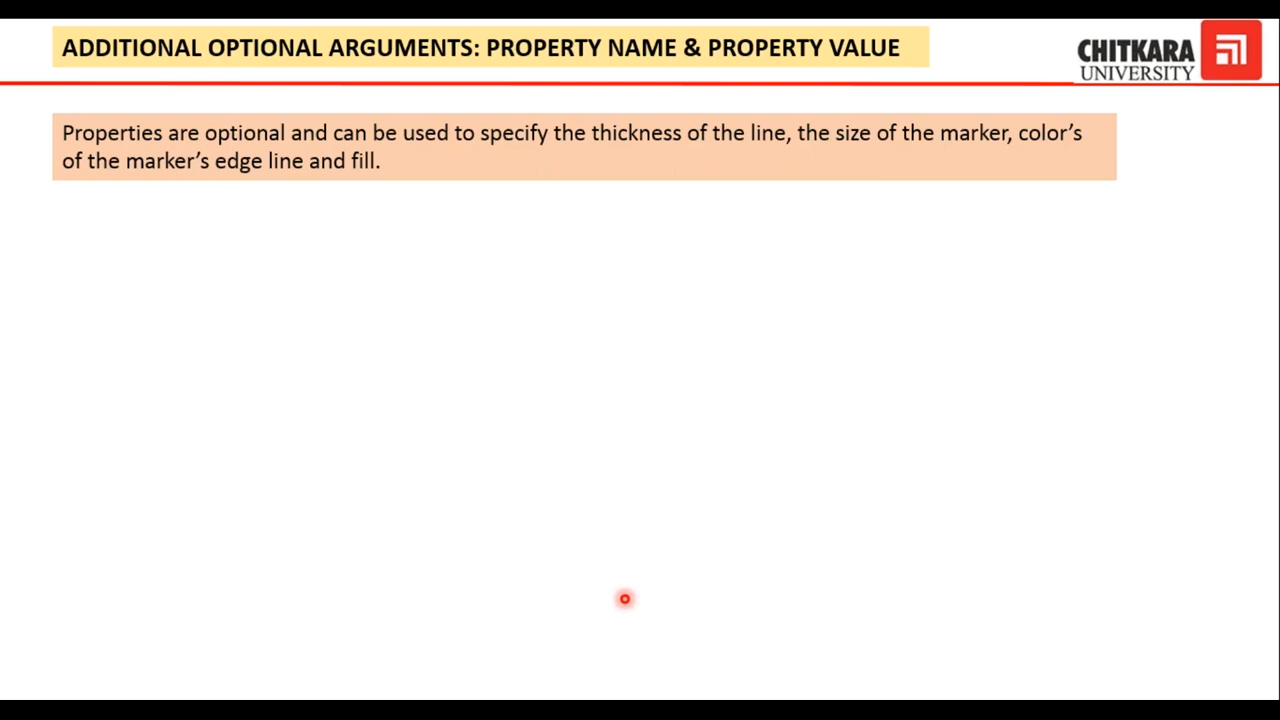 ADDITIONAL OPTIONAL ARGUMENTS: PROPERTY NAME & PROPERTY VALUE
CHITKARA
UNIVERSITY
Properties are optional and can be used to specify the thickness of the line, the size of the marker, color’s
of the marker’s edge line and fill.